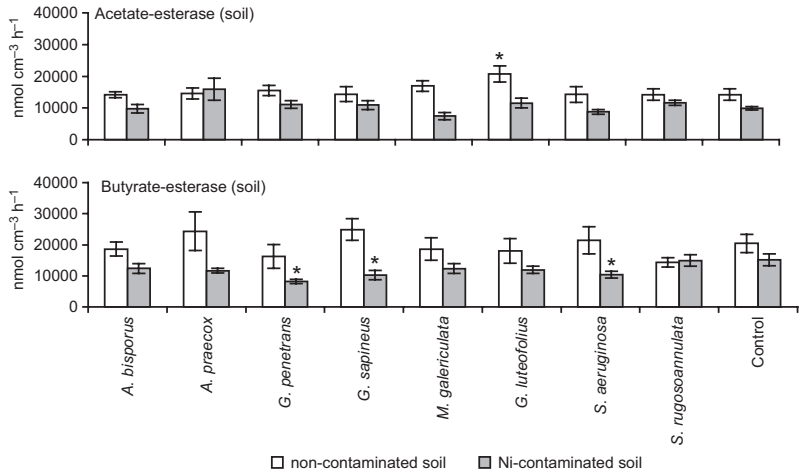 Acetate-esterase (soil)
nmol cm⁻³ h⁻¹
40000
30000
20000
10000
0
*
Butyrate-esterase (soil)
nmol cm⁻³ h⁻¹
40000
30000
20000
10000
0
* * *
A. bisporus
A. praecox
G. penetrans
G. sapineus
M. galericulata
G. luteofolius
S. aeruginosa
S. rugosoannulata
Control
non-contaminated soil
Ni-contaminated soil